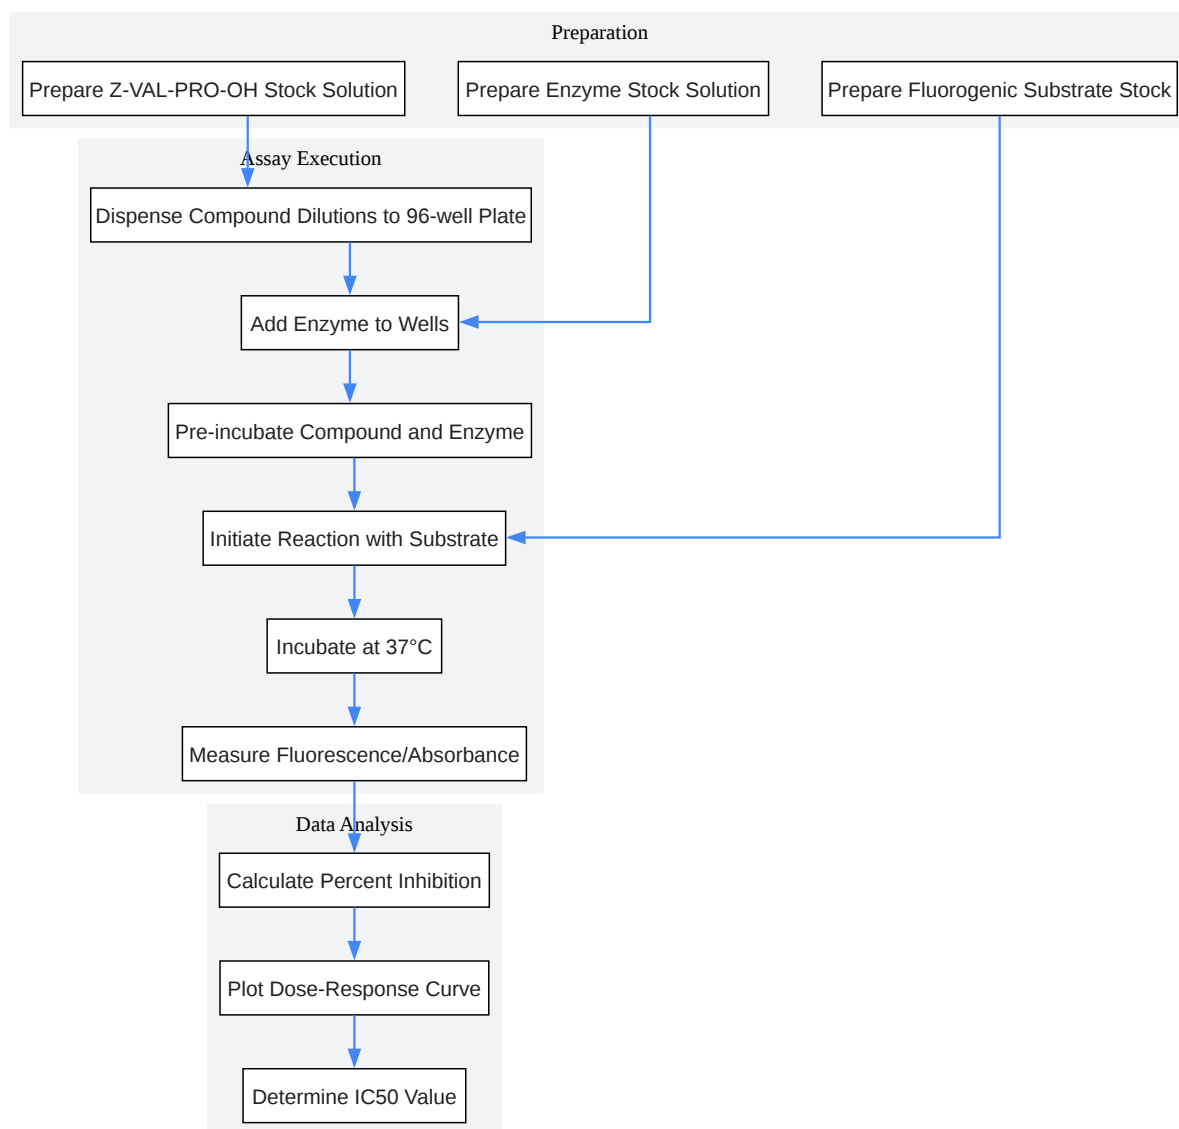 Preparation
Prepare Z-VAL-PRO-OH Stock Solution
Prepare Enzyme Stock Solution
Prepare Fluorogenic Substrate Stock
Assay Execution
Dispense Compound Dilutions to 96-well Plate
Add Enzyme to Wells
Pre-incubate Compound and Enzyme
Initiate Reaction with Substrate
Incubate at 37°C
Measure Fluorescence/Absorbance
Data Analysis
Calculate Percent Inhibition
Plot Dose-Response Curve
Determine IC50 Value